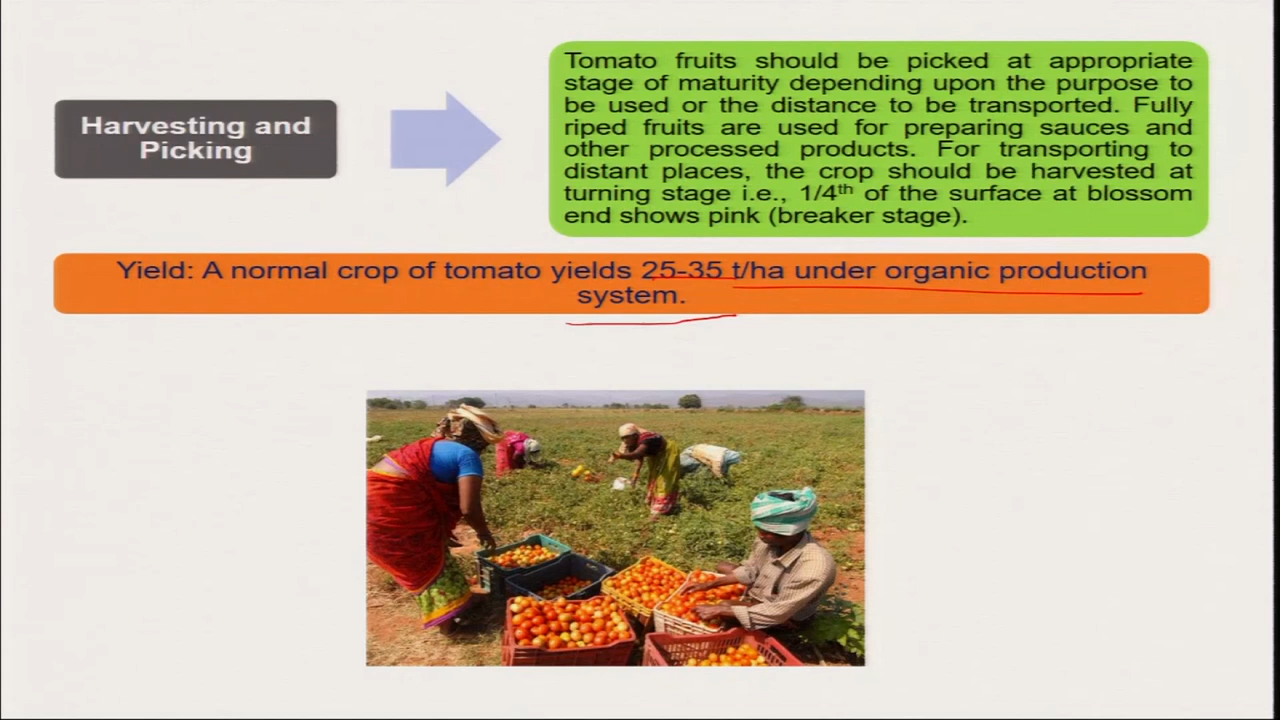 Harvesting and
Picking
Tomato fruits should be picked at appropriate
stage of maturity depending upon the purpose to
be used or the distance to be transported. Fully
riped fruits are used for preparing sauces and
other processed products. For transporting to
distant places, the crop should be harvested at
turning stage i.e., 1/4th of the surface at blossom
end shows pink (breaker stage).
Yield: A normal crop of tomato yields 25-35 t/ha under organic production
system.